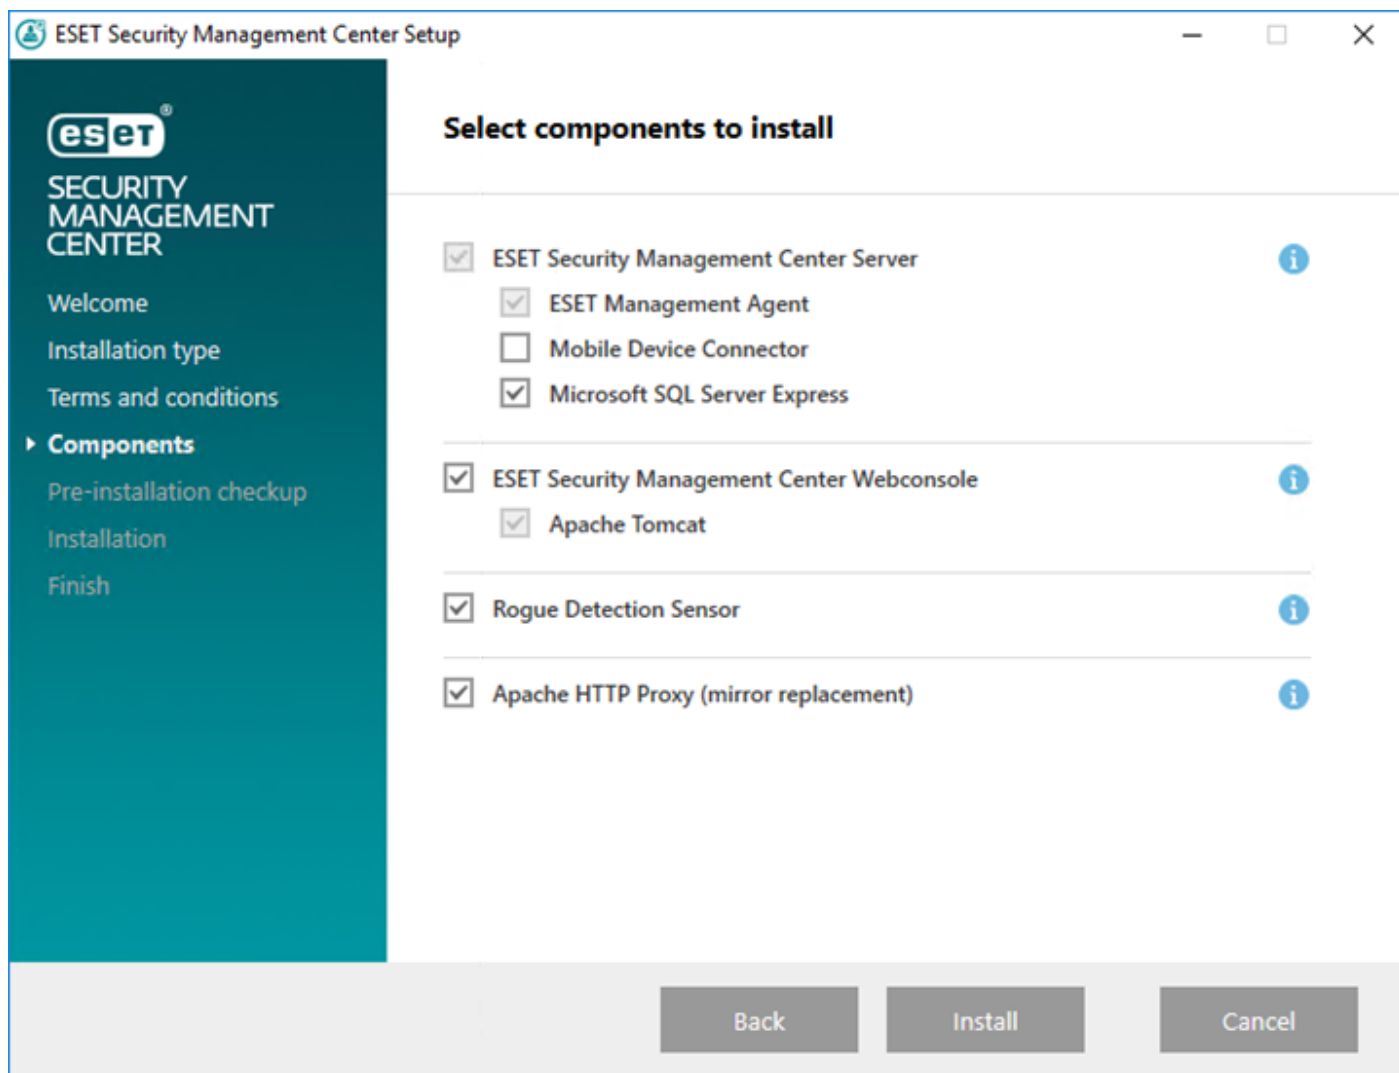 ESET Security Management Center Setup
eset®
SECURITY
MANAGEMENT
CENTER
Welcome
Installation type
Terms and conditions
Components
Pre-installation checkup
Installation
Finish
Select components to install
ESET Security Management Center Server
ESET Management Agent
Mobile Device Connector
Microsoft SQL Server Express
ESET Security Management Center Webconsole
Apache Tomcat
Rogue Detection Sensor
Apache HTTP Proxy (mirror replacement)
Back
Install
Cancel